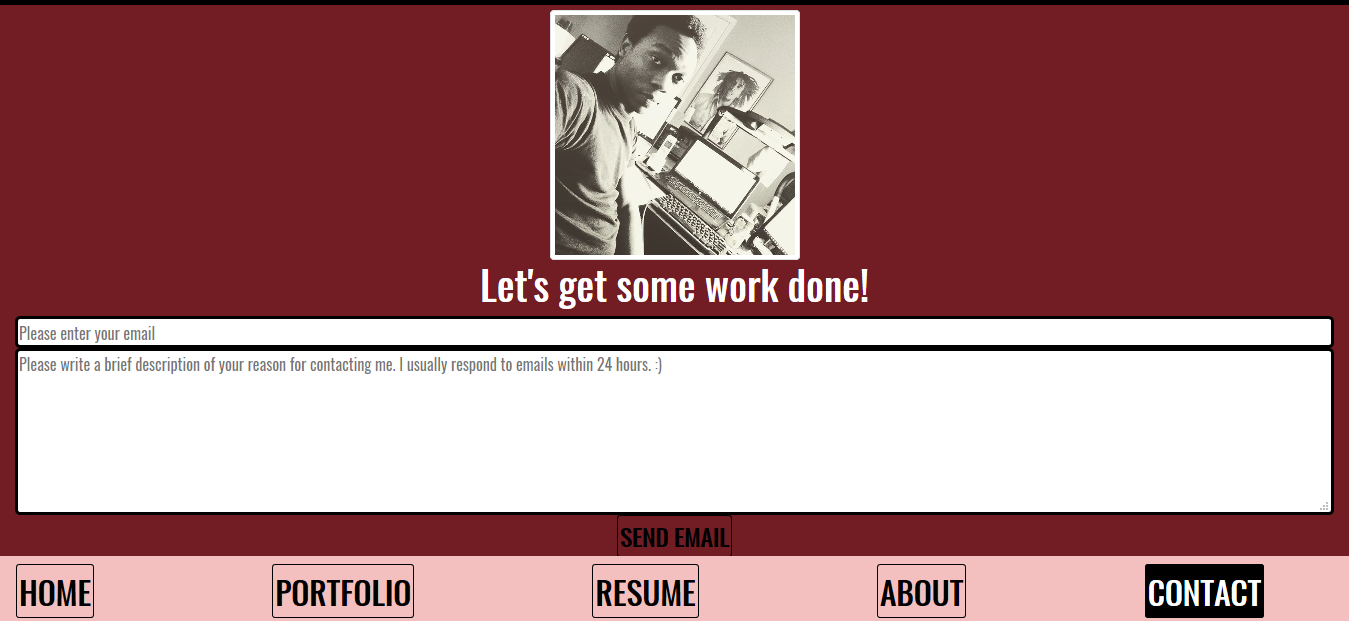 Let's get some work done!
Please enter your email
Please write a brief description of your reason for contacting me. I usually respond to emails within 24 hours. :)
SEND EMAIL
HOME PORTFOLIO RESUME ABOUT CONTACT